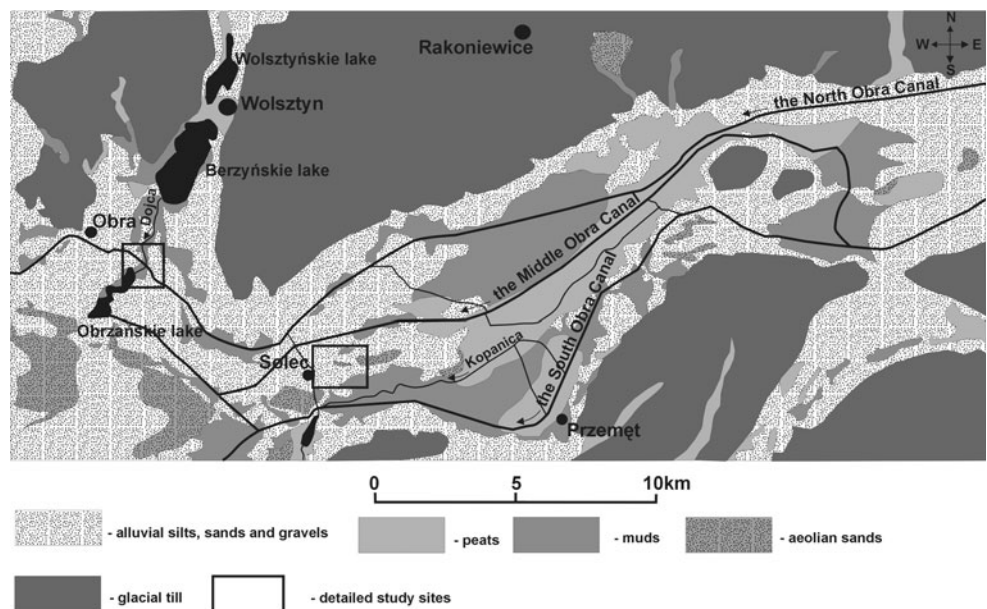 N
W E
S
Rakoniewice
Wolsztyńskie lake
Wolsztyn
the North Obra Canal
Berzyńskie lake
Dojca
Obra
the Middle Obra Canal
Obrzańskie lake
the South Obra Canal
Kopanica
Solec
Przemęt
0 5 10km
- alluvial silts, sands and gravels - peats - muds - aeolian sands
- glacial till - detailed study sites